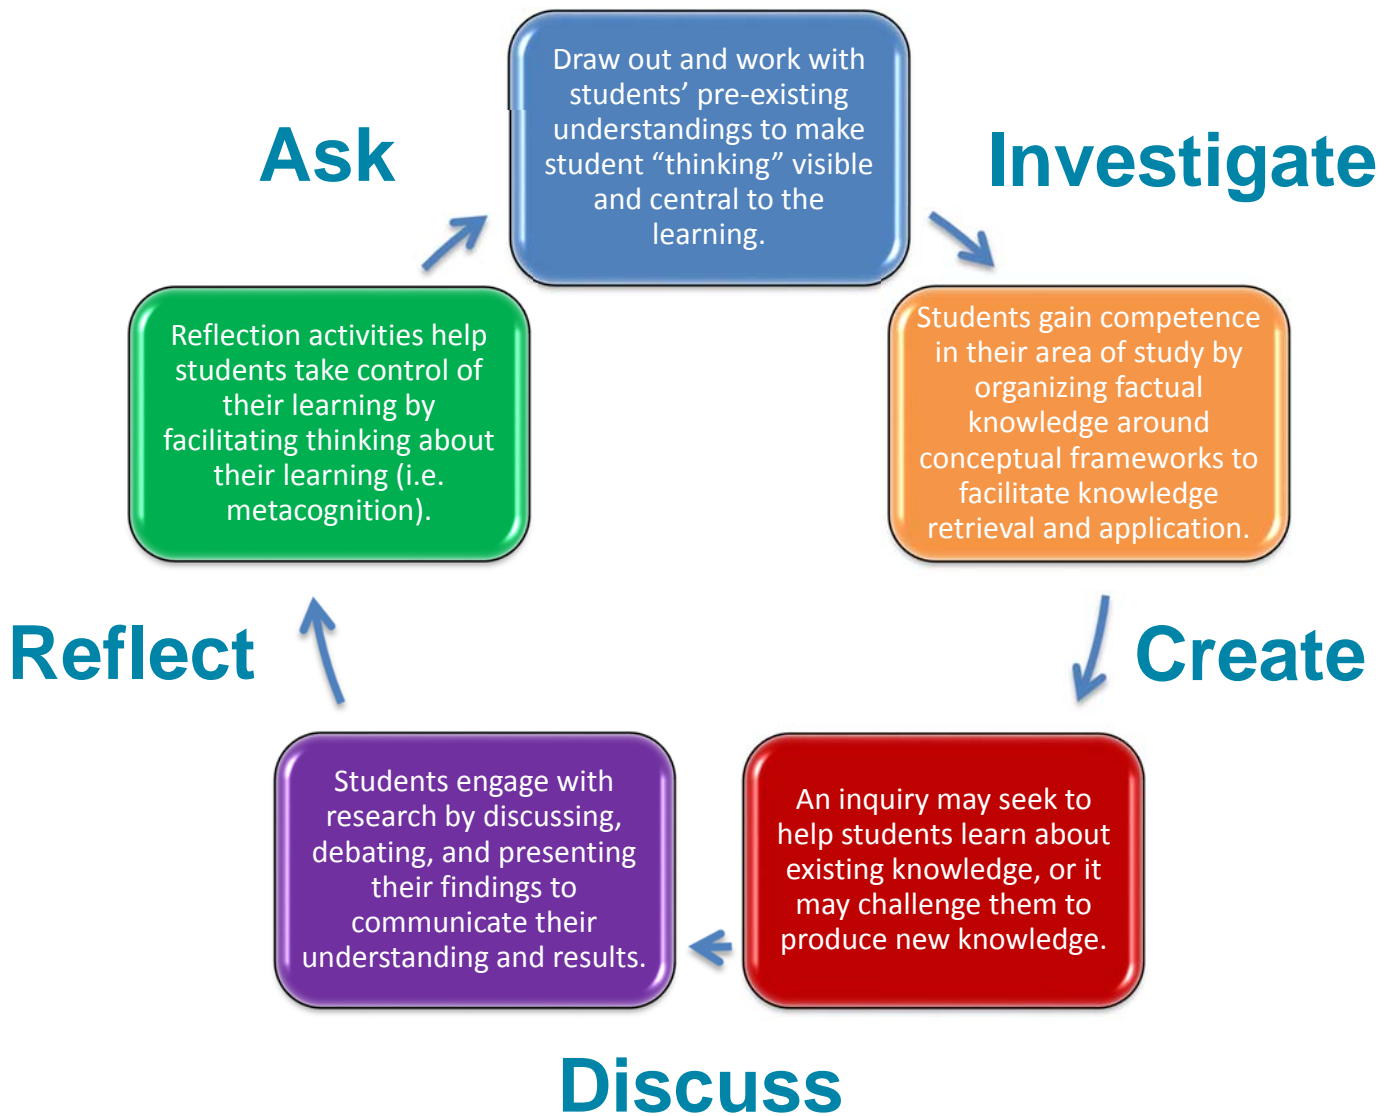 Ask
Draw out and work with
students’ pre-existing
understandings to make
student “thinking” visible
and central to the
learning.
Investigate
Students gain competence
in their area of study by
organizing factual
knowledge around
conceptual frameworks to
facilitate knowledge
retrieval and application.
Create
An inquiry may seek to
help students learn about
existing knowledge, or it
may challenge them to
produce new knowledge.
Discuss
Students engage with
research by discussing,
debating, and presenting
their findings to
communicate their
understanding and results.
Reflect
Reflection activities help
students take control of
their learning by
facilitating thinking about
their learning (i.e.
metacognition).